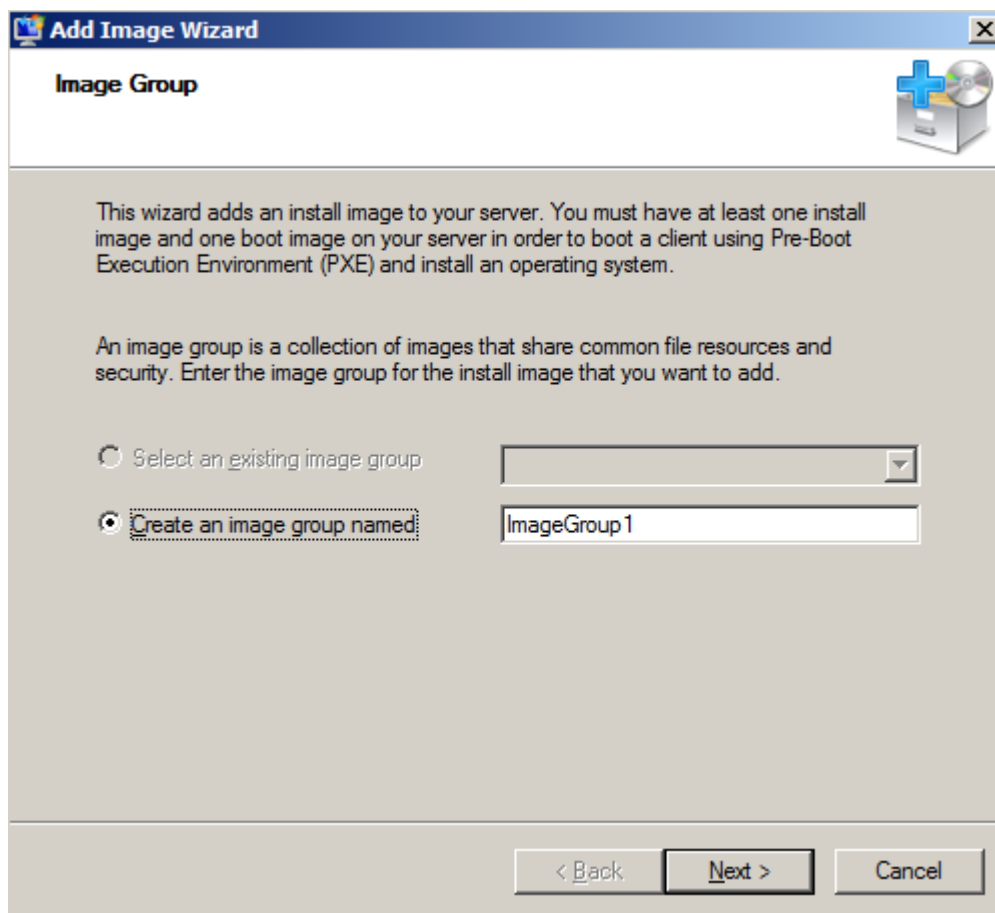 Add Image Wizard
Image Group
This wizard adds an install image to your server. You must have at least one install
image and one boot image on your server in order to boot a client using Pre-Boot
Execution Environment (PXE) and install an operating system.
An image group is a collection of images that share common file resources and
security. Enter the image group for the install image that you want to add.
Select an existing image group
Create an image group named
ImageGroup1
< Back
Next >
Cancel